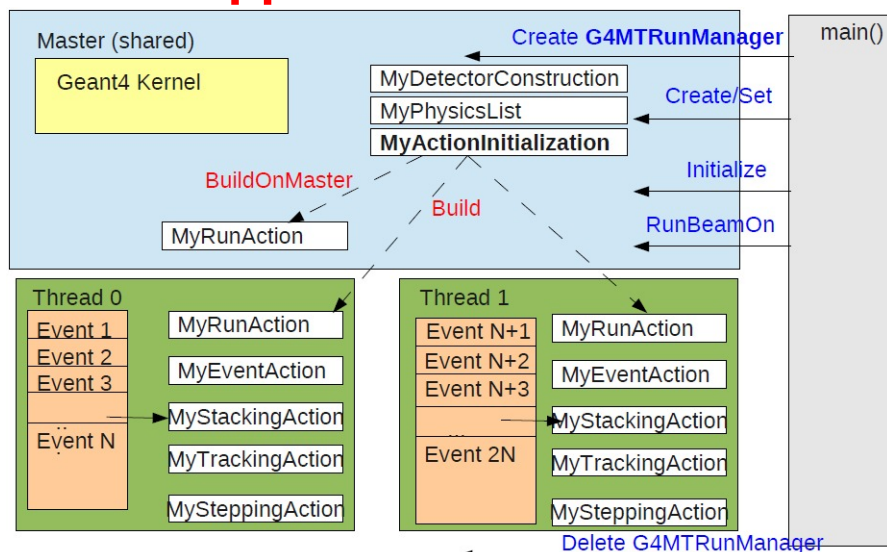 Master (shared)
Geant4 Kernel
MyDetectorConstruction
MyPhysicsList
MyActionInitialization
BuildOnMaster
Build
MyRunAction
Create G4MTRunManager
Create/Set
Initialize
RunBeamOn
main()
Thread 0
Event 1
Event 2
Event 3
...
Event N
MyRunAction
MyEventAction
MyStackingAction
MyTrackingAction
MySteppingAction
Thread 1
Event N+1
Event N+2
Event N+3
...
Event 2N
MyRunAction
MyEventAction
MyStackingAction
MyTrackingAction
MySteppingAction
Delete G4MTRunManager